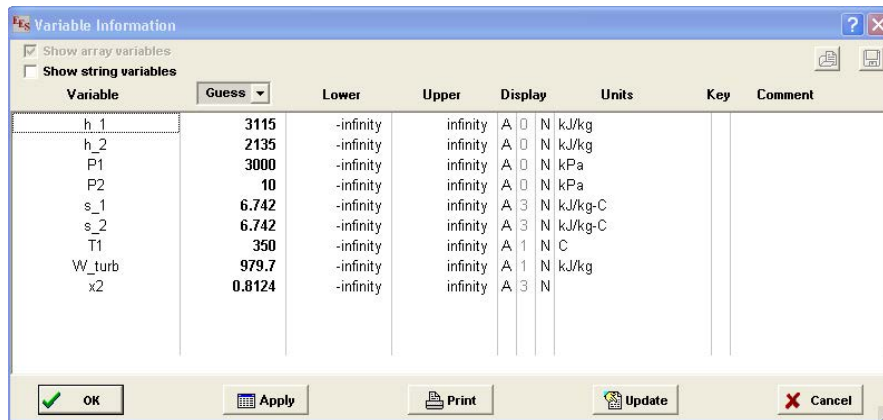 EES Variable Information
Show array variables
Show string variables
Variable Guess Lower Upper Display Units Key Comment
h_1 3115 -infinity infinity A 0 N kJ/kg
h_2 2135 -infinity infinity A 0 N kJ/kg
P1 3000 -infinity infinity A 0 N kPa
P2 10 -infinity infinity A 0 N kPa
s_1 6.742 -infinity infinity A 3 N kJ/kg-C
s_2 6.742 -infinity infinity A 3 N kJ/kg-C
T1 350 -infinity infinity A 1 N C
W_turb 979.7 -infinity infinity A 1 N kJ/kg
x2 0.8124 -infinity infinity A 3 N
OK Apply Print Update Cancel